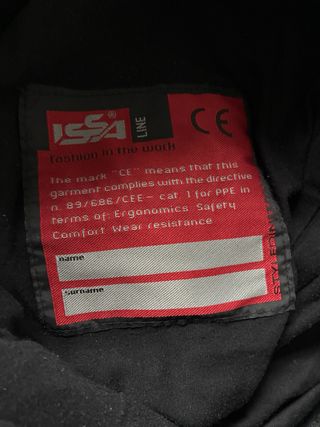 ISSA® LINE CE
fashion in the work
The mark "CE" means that this
garment complies with the directive
n. 89/686/CEE- cat. 1 for PPE in
terms of: Ergonomics. Safety
Comfort. Wear resistance
name
surname